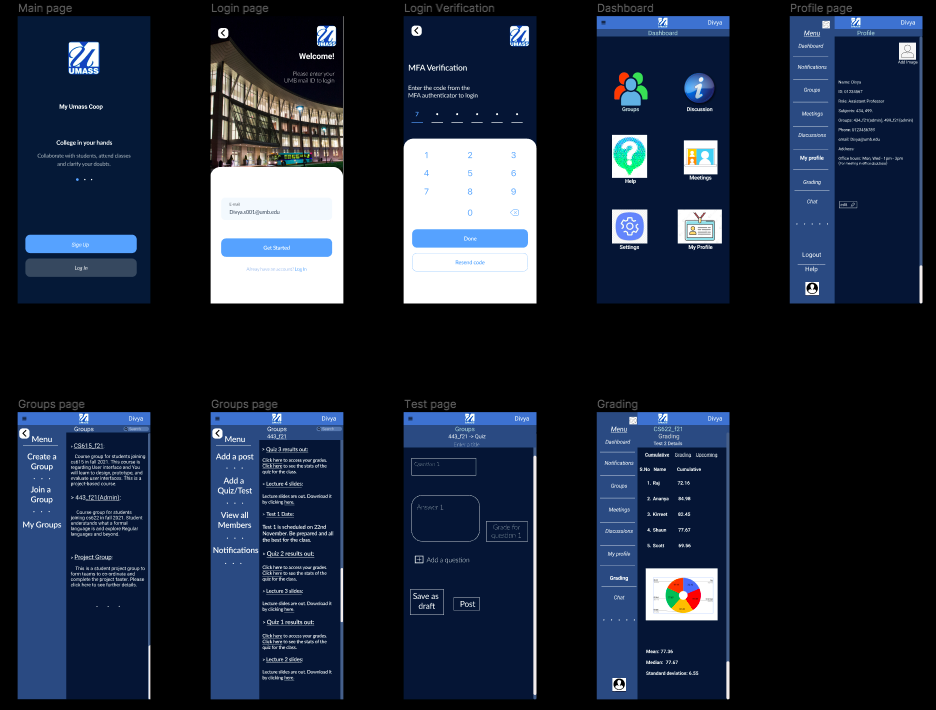 Main page
UMASS
My Umass Coop
College in your hands
Collaborate with students, attend classes
and clarify your doubts.
Sign Up
Log In
Login page
UMASS
Welcome!
Please enter your
UMB mail ID to login
E-mail
Divya.s001@umb.edu
Get Started
Already have an account? Log In
Login Verification
UMASS
MFA Verification
Enter the code from the
MFA authenticator to login
7
1 2 3
4 5 6
7 8 9
0
Done
Resend code
Dashboard
Divya
Dashboard
Groups
Discussion
Help
Meetings
Settings
My Profile
Profile page
Divya
Menu
Profile
Dashboard
Notifications
Groups
Meetings
Discussions
My profile
Grading
Chat
Logout
Help
Add Image
Name: Divya
ID: 01234567
Role: Assistant Professor
Subjects: 434, 499.
Groups: 434_f21(admin), 499_f21(admin)
Phone: 0123456789
email: Divya@umb.edu
Address:
Office hours: Mon, Wed - 1pm - 3pm
edit
Groups page
Divya
Groups
Menu
Create a
Group
Join a
Group
My Groups
> CS615_f21:
Course group for students joining
cs615 in fall 2021. This course is
regarding User interface and You
will learn to design, prototype, and
evaluate user interfaces. This is a
project-based course.
> 443_f21(Admin):
Course group for students
joining cs622 in fall 2021. Student
understands what a formal
language is and explore Regular
languages and beyond.
> Project Group:
This is a student project group to
form teams to co-ordinate and
complete the project faster. Please
click here to see further details.
Groups page
Divya
Groups
443_f21
Menu
Add a post
Add a
Quiz/Test
View all
Members
Notifications
> Quiz 3 results out:
Click here to access your grades.
Click here to see the stats of the
quiz for the class.
> Lecture 4 slides:
Lecture slides are out. Download it
by clicking here.
> Test 1 Date:
Test 1 is scheduled on 22nd
November. Be prepared and all
the best for the class.
> Quiz 2 results out:
Click here to access your grades.
Click here to see the stats of the
quiz for the class.
> Lecture 3 slides:
Lecture slides are out. Download it
by clicking here.
> Quiz 1 results out:
Click here to access your grades.
Click here to see the stats of the
quiz for the class.
> Lecture 2 slides:
Lecture slides are out. Download it
by clicking here.
Test page
Divya
Groups
443_f21 -> Quiz
Enter a title
Question 1
Answer 1
Grade for
question 1
Add a question
Save as
draft
Post
Grading
Divya
Menu
CS622_f21
Grading
Test 2 Details
Dashboard
Notifications
Groups
Meetings
Discussions
My profile
Grading
Chat
Cumulative Grading Upcoming
S.No Name Cumulative
1. Raj 72.16
2. Ananya 84.98
3. Kirmer 82.45
4. Shaun 77.67
5. Scott 69.56
Mean: 77.36
Median: 77.67
Standard deviation: 6.55